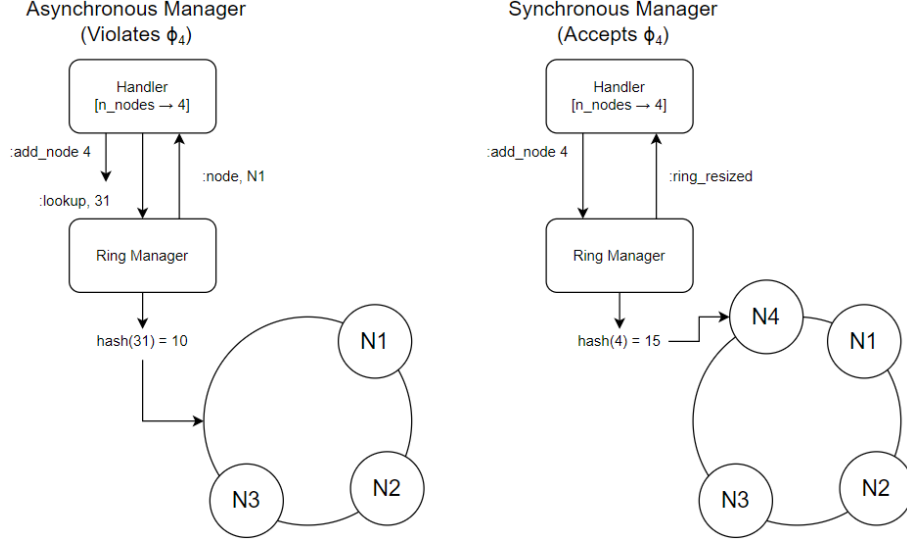 Asynchronous Manager
(Violates ϕ₄)
Handler
[n_nodes → 4]
:add_node 4
:lookup, 31
:node, N1
Ring Manager
hash(31) = 10
N1
N2
N3
Synchronous Manager
(Accepts ϕ₄)
Handler
[n_nodes → 4]
:add_node 4
:ring_resized
Ring Manager
hash(4) = 15
N4
N1
N2
N3